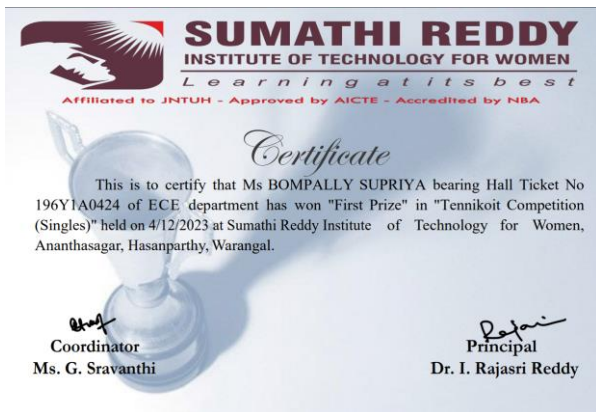 SUMATHI REDDY
INSTITUTE OF TECHNOLOGY FOR WOMEN
Learning at its best
Affiliated to JNTUH - Approved by AICTE - Accredited by NBA
Certificate
This is to certify that Ms BOMPALLY SUPRIYA bearing Hall Ticket No
196Y1A0424 of ECE department has won "First Prize" in "Tennikoit Competition
(Singles)" held on 4/12/2023 at Sumathi Reddy Institute of Technology for Women,
Ananthasagar, Hasanparthy, Warangal.
Coordinator
Ms. G. Sravanthi
Principal
Dr. I. Rajasri Reddy